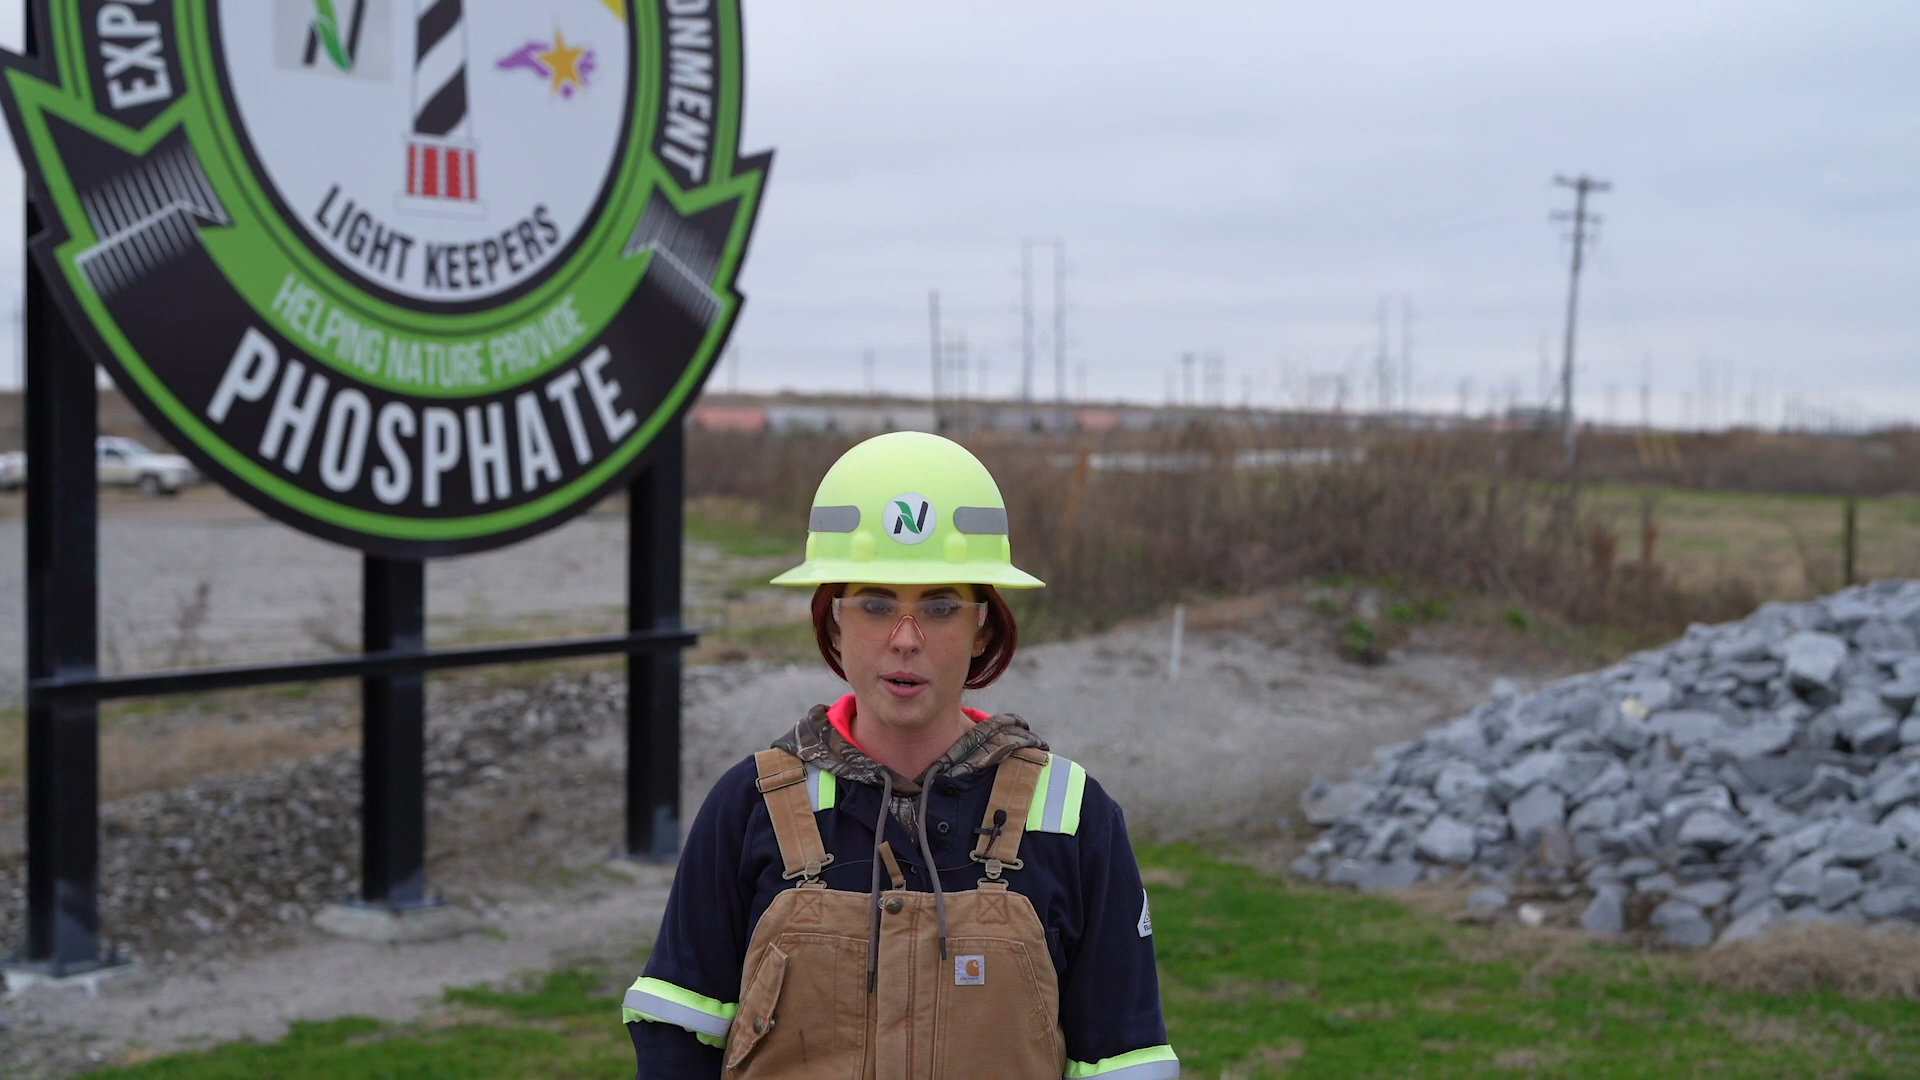 EXP
ONMENT
LIGHT KEEPERS
HELPING NATURE PROVIDE
PHOSPHATE
N